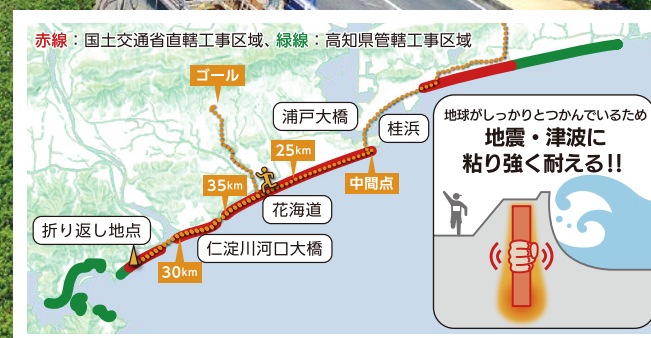 赤線：国土交通省直轄工事区域、緑線：高知県管轄工事区域
ゴール
浦戸大橋
桂浜
25km
中間点
35km
花海道
折り返し地点
仁淀川河口大橋
30km
地球がしっかりとつかんでいるため
地震・津波に
粘り強く耐える!!